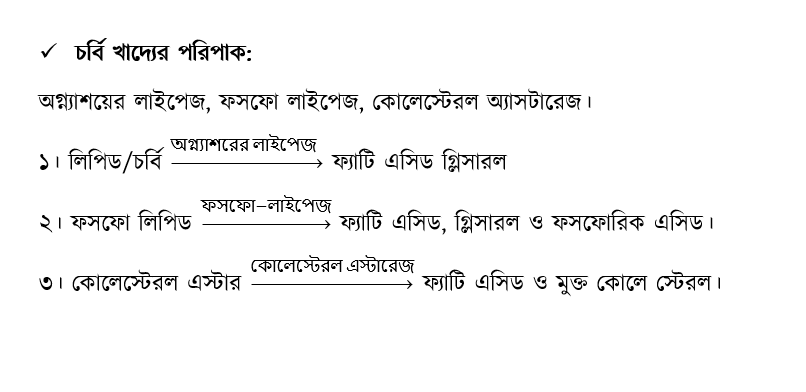 ✓ চর্বি খাদ্যের পরিপাক:
অগ্ন্যাশয়ের লাইপেজ, ফসফো লাইপেজ, কোলেস্টেরল অ্যাসটারেজ।
১। লিপিড/চর্বি অগ্ন্যাশরের লাইপেজ → ফ্যাটি এসিড গ্লিসারল
২। ফসফো লিপিড ফসফো-লাইপেজ → ফ্যাটি এসিড, গ্লিসারল ও ফসফোরিক এসিড।
৩। কোলেস্টেরল এস্টার কোলেস্টেরল এস্টারেজ → ফ্যাটি এসিড ও মুক্ত কোলে স্টেরল।